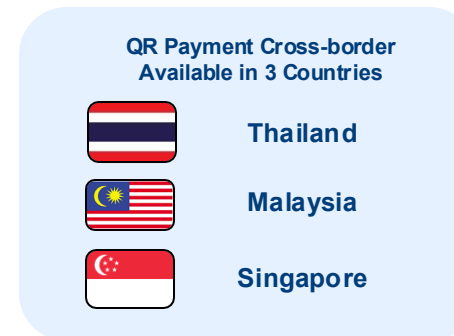 QR Payment Cross-border
Available in 3 Countries
Thailand
Malaysia
Singapore